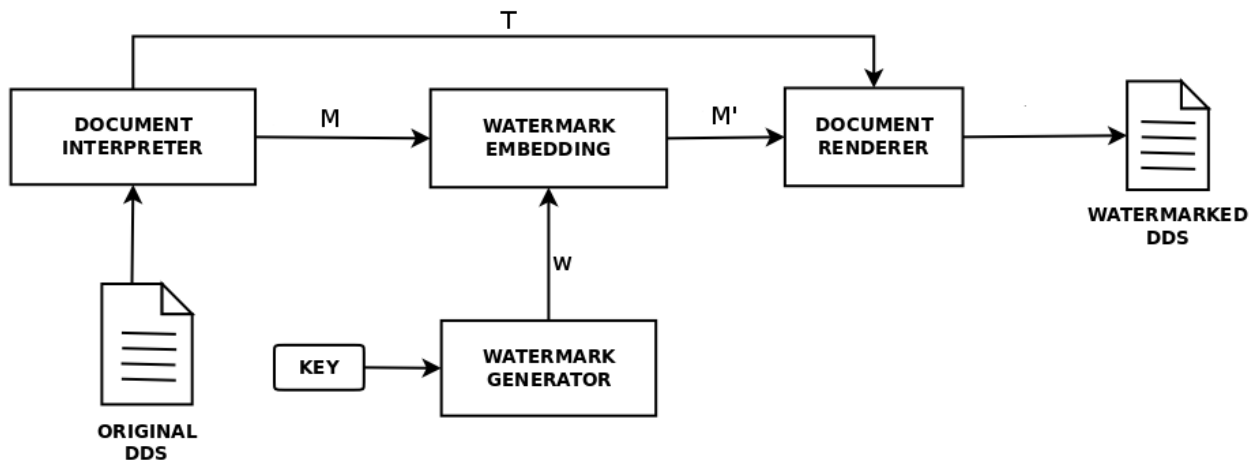 T
DOCUMENT
INTERPRETER
M
WATERMARK
EMBEDDING
M'
DOCUMENT
RENDERER
WATERMARKED
DDS
w
KEY
WATERMARK
GENERATOR
ORIGINAL
DDS